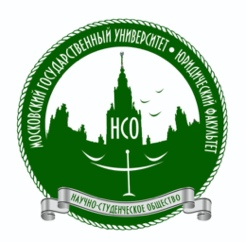 МОСКОВСКИЙ ГОСУДАРСТВЕННЫЙ УНИВЕРСИТЕТ • ЮРИДИЧЕСКИЙ ФАКУЛЬТЕТ
НСО
НАУЧНО-СТУДЕНЧЕСКОЕ ОБЩЕСТВО